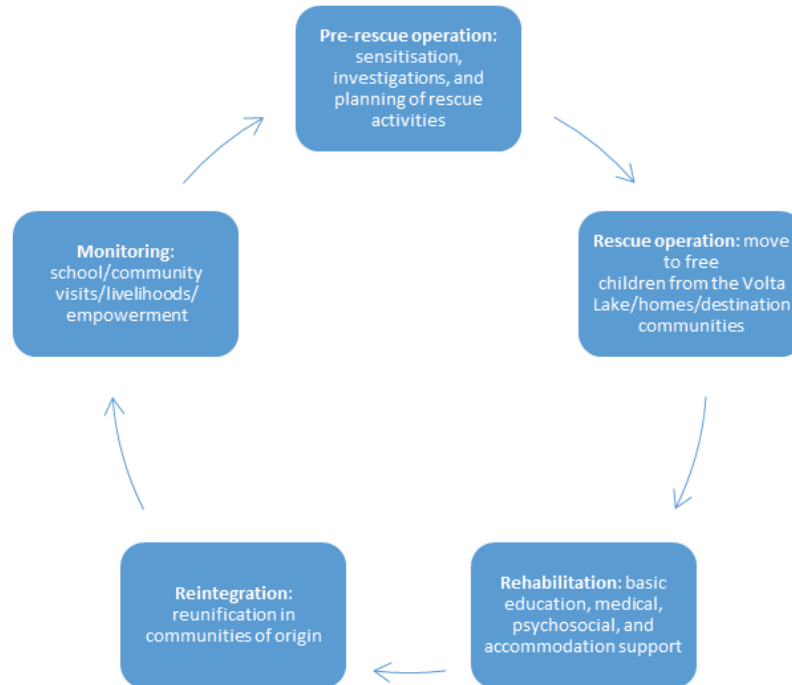 Pre-rescue operation:
sensitisation,
investigations, and
planning of rescue
activities
Rescue operation: move
to free
children from the Volta
Lake/homes/destination
communities
Rehabilitation: basic
education, medical,
psychosocial, and
accommodation support
Reintegration:
reunification in
communities of origin
Monitoring:
school/community
visits/livelihoods/
empowerment